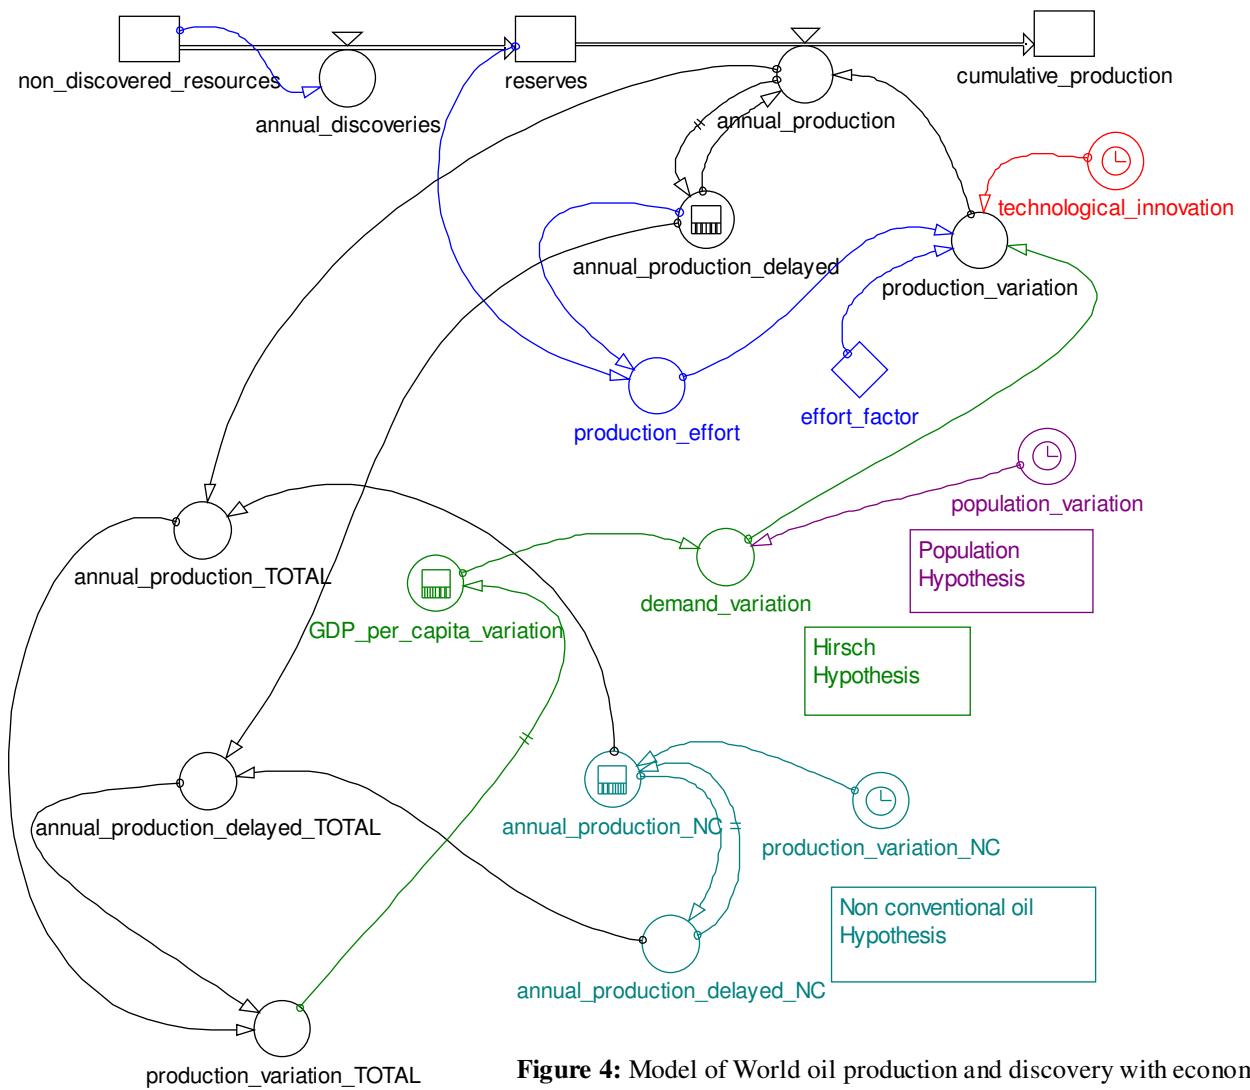 non_discovered_resources
reserves
cumulative_production
annual_discoveries
annual_production
technological_innovation
annual_production_delayed
production_variation
effort_factor
production_effort
population_variation
Population
Hypothesis
annual_production_TOTAL
demand_variation
GDP_per_capita_variation
Hirsch
Hypothesis
annual_production_delayed_TOTAL
annual_production_NC
production_variation_NC
Non conventional oil
Hypothesis
annual_production_delayed_NC
production_variation_TOTAL
Figure 4: Model of World oil production and discovery with econon